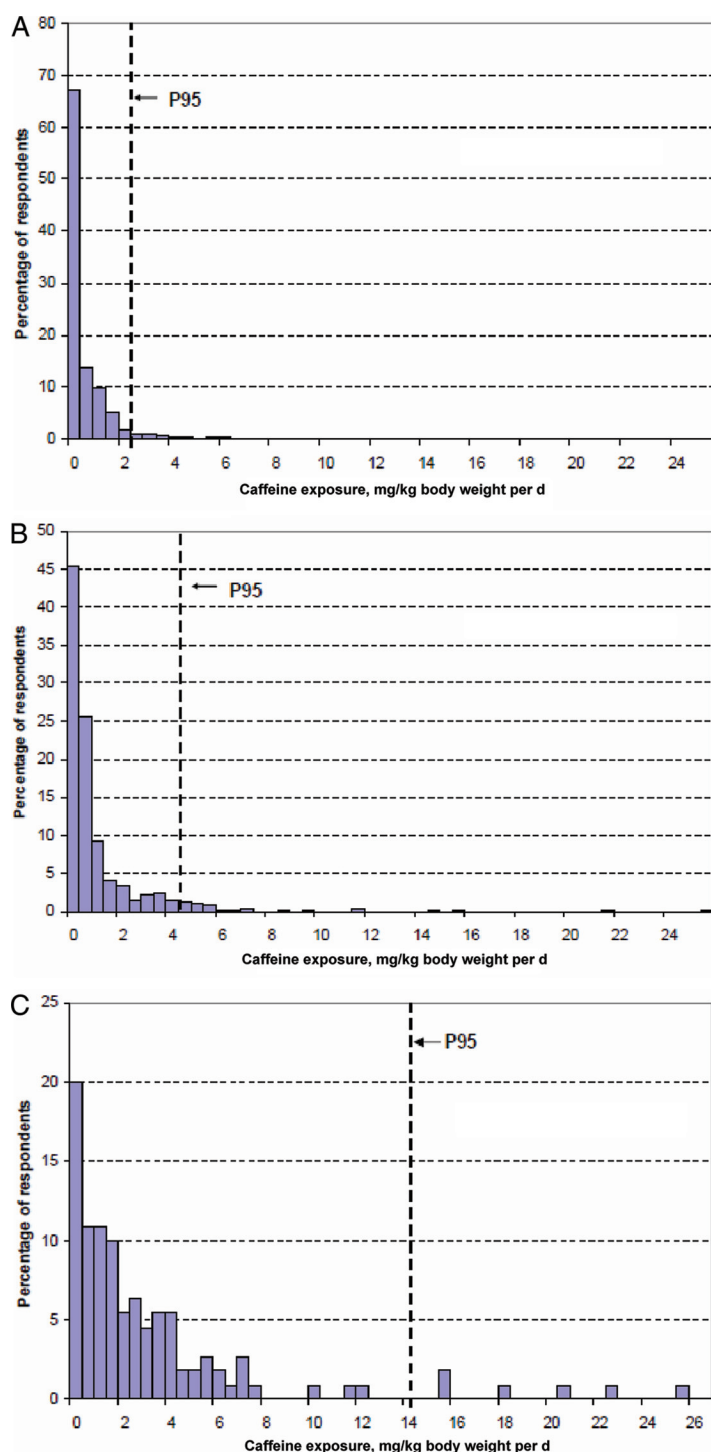 A
80
70
60
50
40
30
20
10
0
Percentage of respondents
P95
0 2 4 6 8 10 12 14 16 18 20 22 24
Caffeine exposure, mg/kg body weight per d
B
50
45
40
35
30
25
20
15
10
5
0
Percentage of respondents
P95
0 2 4 6 8 10 12 14 16 18 20 22 24
Caffeine exposure, mg/kg body weight per d
C
25
20
15
10
5
0
Percentage of respondents
P95
0 2 4 6 8 10 12 14 16 18 20 22 24 26
Caffeine exposure, mg/kg body weight per d